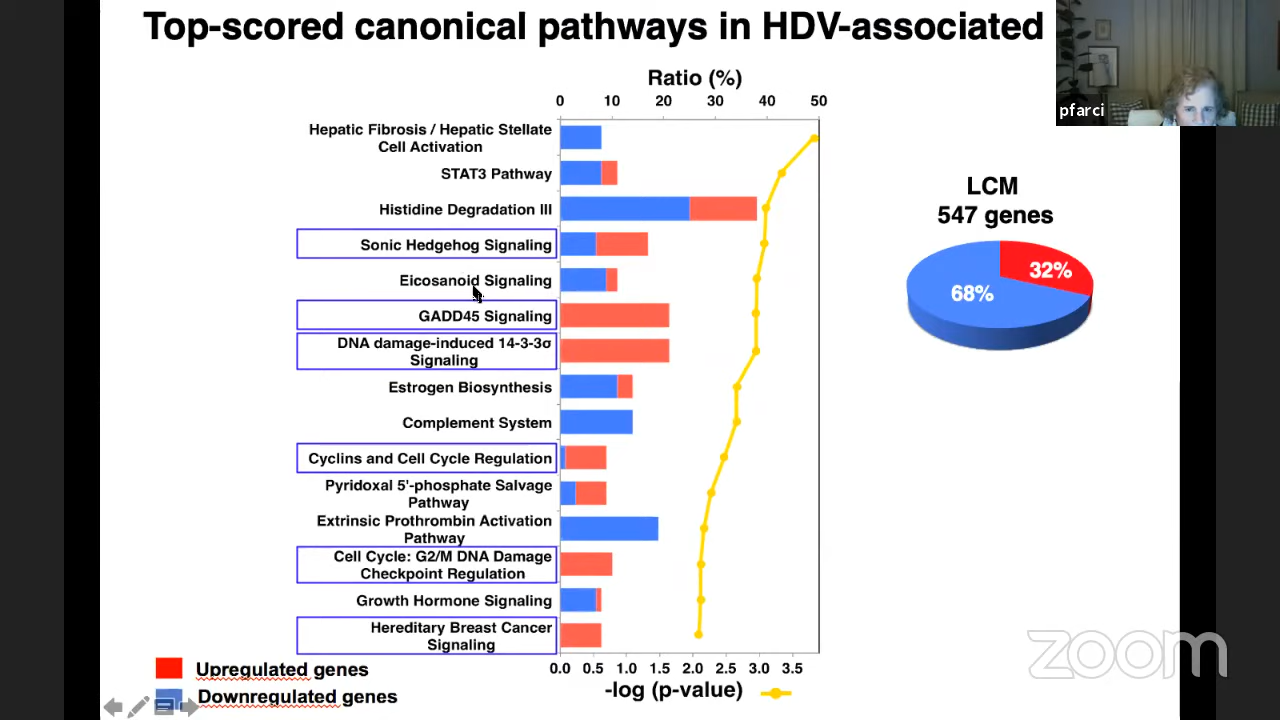 Top-scored canonical pathways in HDV-associated
pfarci
Ratio (%)
0 10 20 30 40 50
Hepatic Fibrosis / Hepatic Stellate
Cell Activation
STAT3 Pathway
Histidine Degradation III
Sonic Hedgehog Signaling
Eicosanoid Signaling
GADD45 Signaling
DNA damage-induced 14-3-3σ
Signaling
Estrogen Biosynthesis
Complement System
Cyclins and Cell Cycle Regulation
Pyridoxal 5'-phosphate Salvage
Pathway
Extrinsic Prothrombin Activation
Pathway
Cell Cycle: G2/M DNA Damage
Checkpoint Regulation
Growth Hormone Signaling
Hereditary Breast Cancer
Signaling
0.0 0.5 1.0 1.5 2.0 2.5 3.0 3.5
-log (p-value)
Upregulated genes
Downregulated genes
LCM
547 genes
32%
68%
zoom